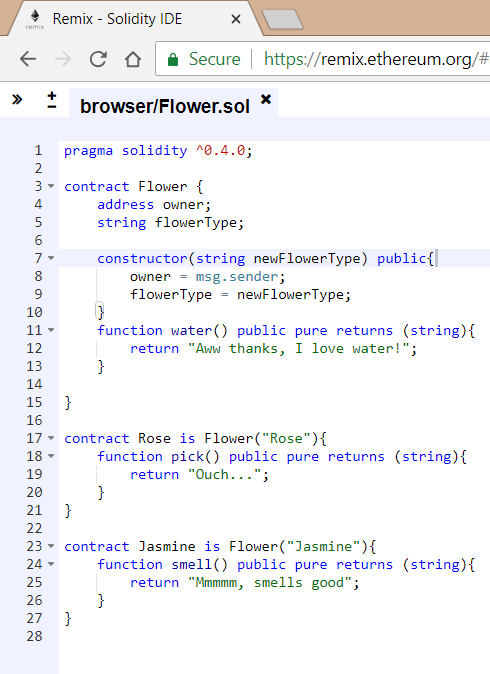 Remix - Solidity IDE
remix
Secure https://remix.ethereum.org/#
browser/Flower.sol
1 pragma solidity ^0.4.0;
2
3 contract Flower {
4 address owner;
5 string flowerType;
6
7 constructor(string newFlowerType) public{
8 owner = msg.sender;
9 flowerType = newFlowerType;
10 }
11 function water() public pure returns (string){
12 return "Aww thanks, I love water!";
13 }
14
15 }
16
17 contract Rose is Flower("Rose"){
18 function pick() public pure returns (string){
19 return "Ouch...";
20 }
21 }
22
23 contract Jasmine is Flower("Jasmine"){
24 function smell() public pure returns (string){
25 return "Mmmmm, smells good";
26 }
27 }
28